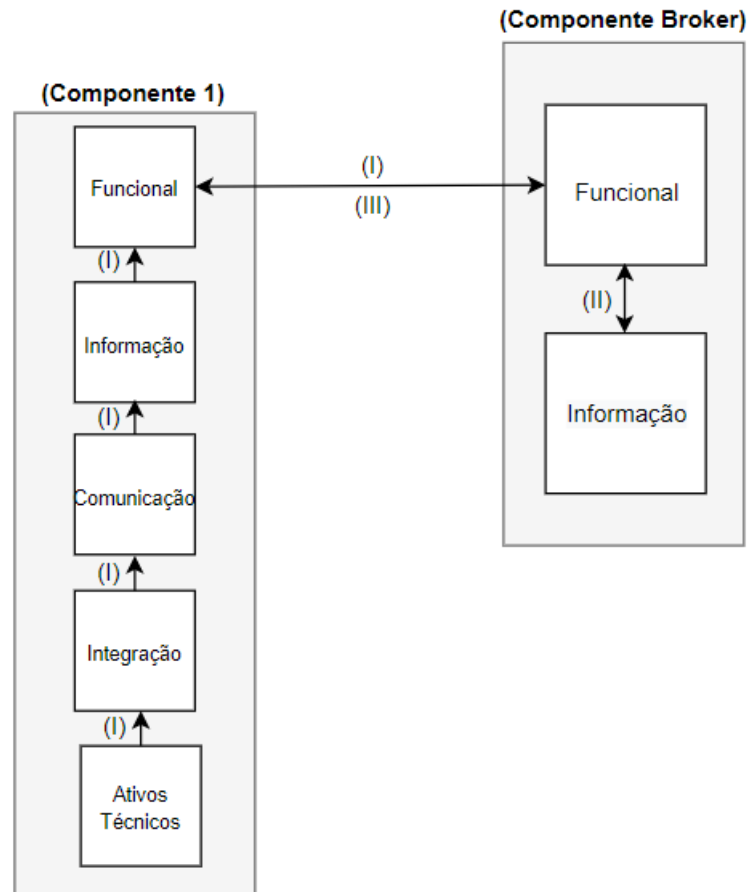 (Componente Broker)
(Componente 1)
Funcional
(I)
(III)
Funcional
(I)
(II)
Informação
Informação
(I)
Comunicação
(I)
Integração
(I)
Ativos
Técnicos